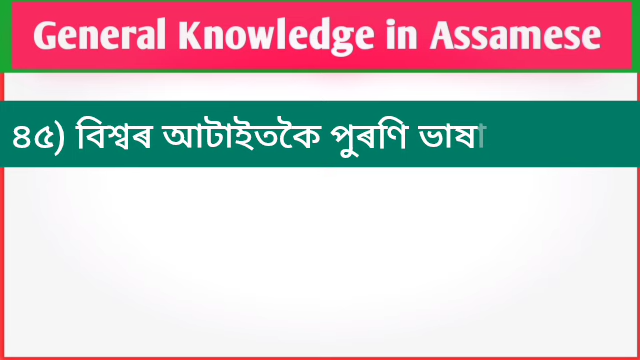 General Knowledge in Assamese
৪৫) বিশ্বৰ আটাইতকৈ পুৰণি ভাষা